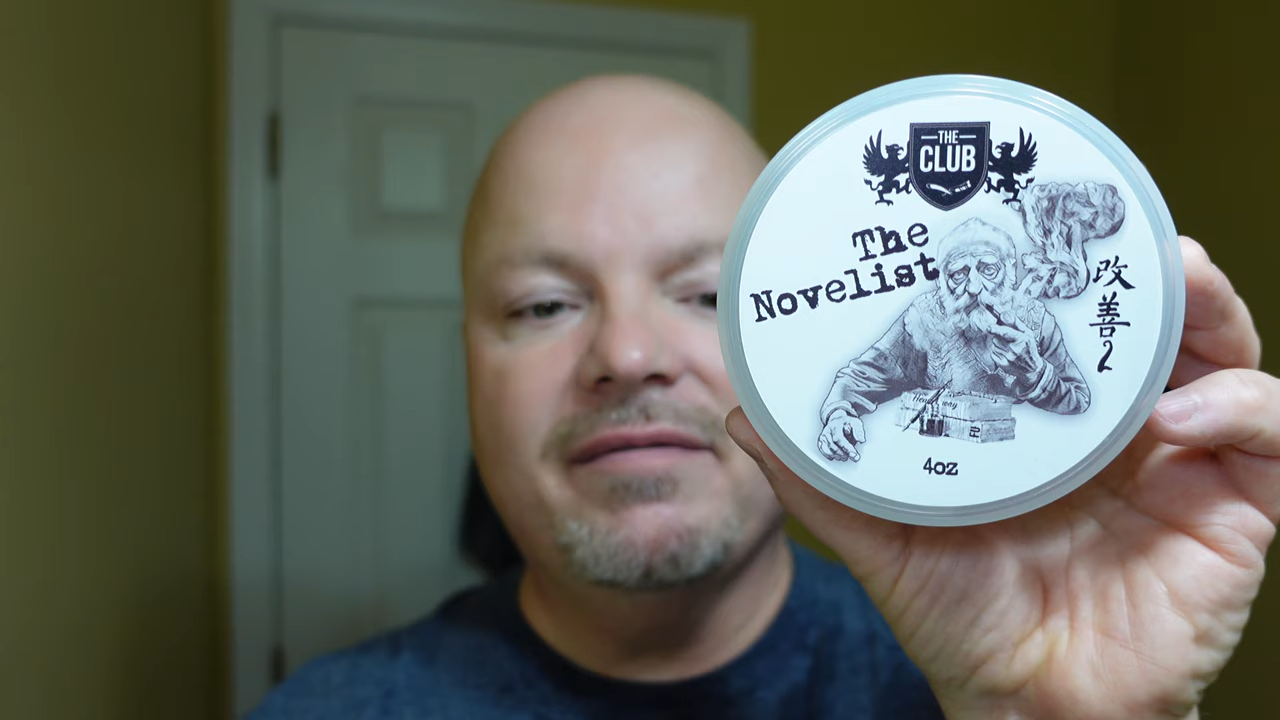 THE
CLUB
The
Novelist
改
善
2
4oz